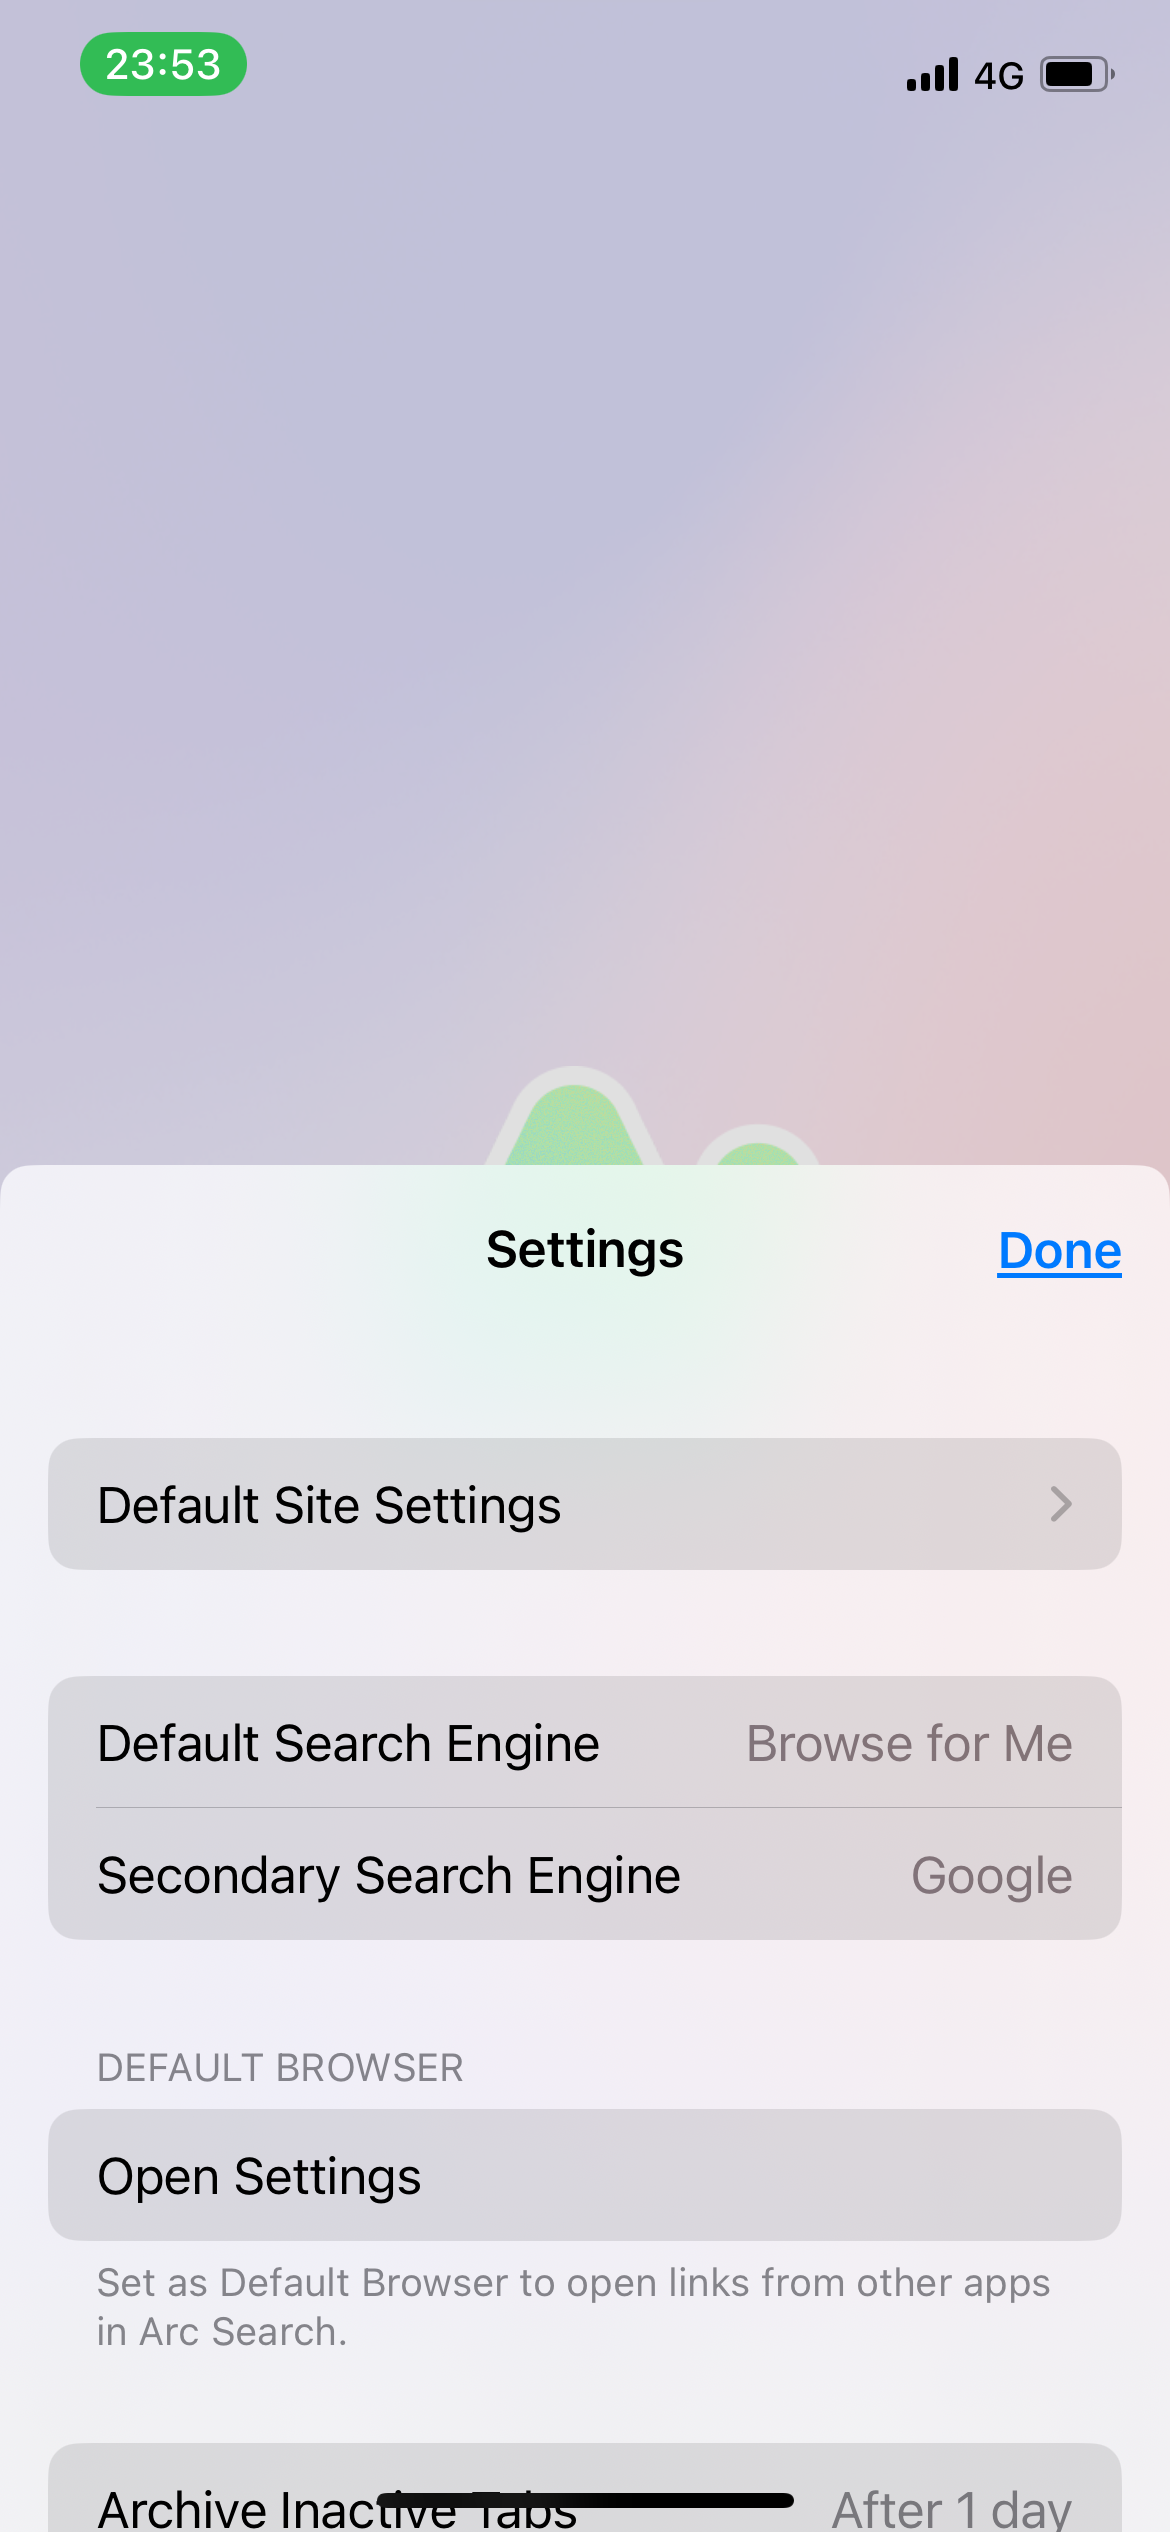 23:53
4G
Settings
Done
Default Site Settings
Default Search Engine Browse for Me
Secondary Search Engine Google
DEFAULT BROWSER
Open Settings
Set as Default Browser to open links from other apps
in Arc Search.
Archive Inactive Tabs After 1 day